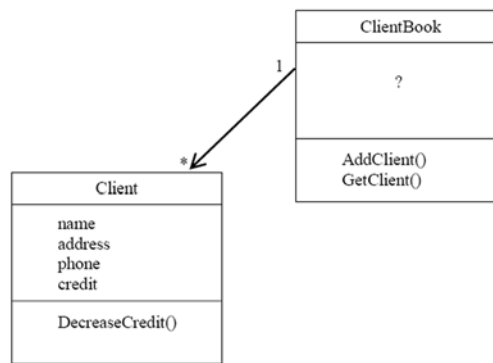 ClientBook
?
AddClient()
GetClient()
1
*
Client
name
address
phone
credit
DecreaseCredit()